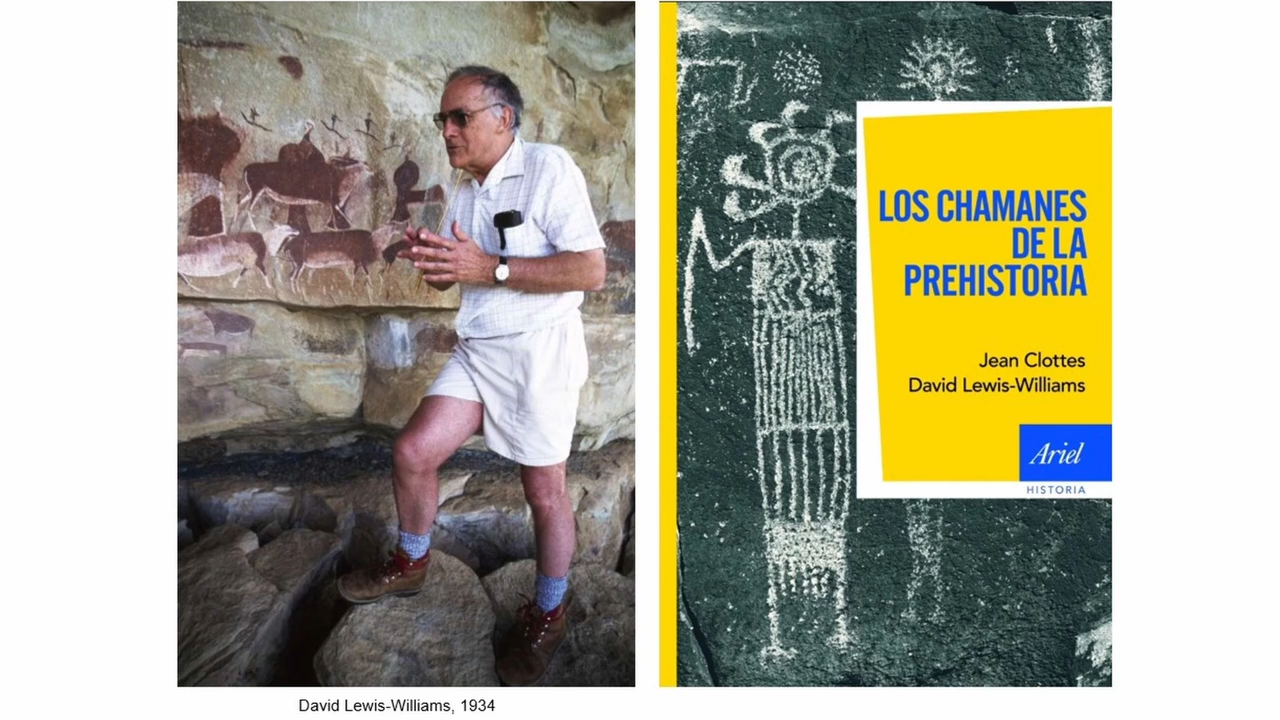 LOS CHAMANES
DE LA
PREHISTORIA
Jean Clottes
David Lewis-Williams
Ariel
HISTORIA
David Lewis-Williams, 1934